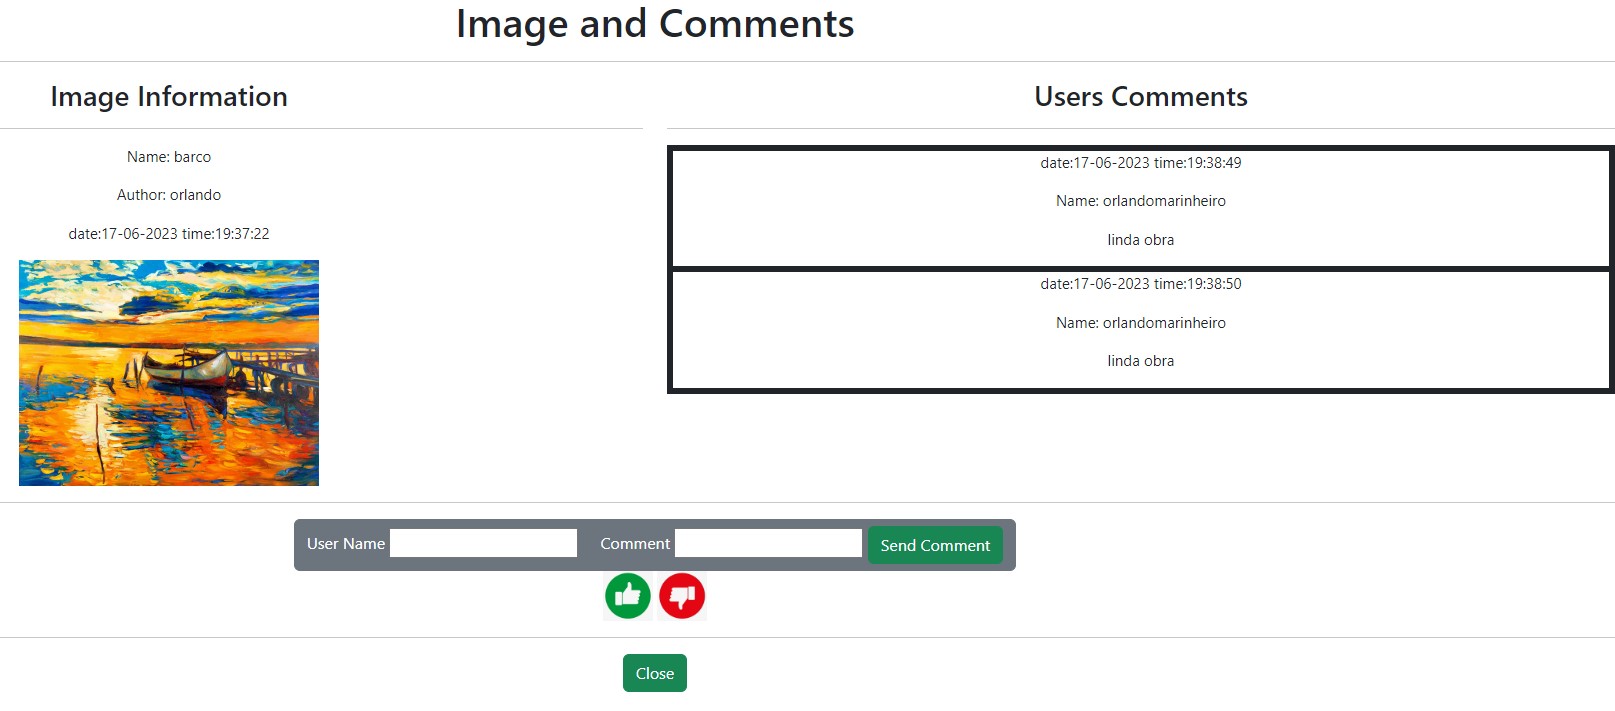 Image and Comments
Image Information
Name: barco
Author: orlando
date:17-06-2023 time:19:37:22
Users Comments
date:17-06-2023 time:19:38:49
Name: orlandomarinheiro
linda obra
date:17-06-2023 time:19:38:50
Name: orlandomarinheiro
linda obra
User Name Comment Send Comment
Close